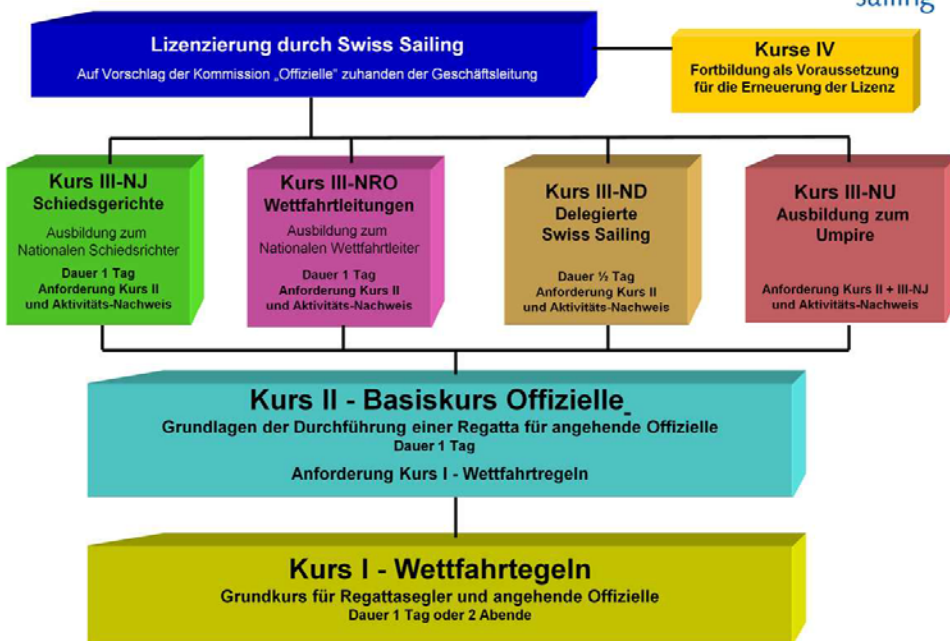 sailing
Lizenzierung durch Swiss Sailing
Auf Vorschlag der Kommission „Offizielle" zuhanden der Geschäftsleitung
Kurse IV
Fortbildung als Voraussetzung
für die Erneuerung der Lizenz
Kurs III-NJ
Schiedsgerichte
Ausbildung zum
Nationalen Schiedsrichter
Dauer 1 Tag
Anforderung Kurs II
und Aktivitäts-Nachweis
Kurs III-NRO
Wettfahrtleitungen
Ausbildung zum
Nationalen Wettfahrtleiter
Dauer 1 Tag
Anforderung Kurs II
und Aktivitäts-Nachweis
Kurs III-ND
Delegierte
Swiss Sailing
Dauer ½ Tag
Anforderung Kurs II
und Aktivitäts-Nachweis
Kurs III-NU
Ausbildung zum
Umpire
Anforderung Kurs II + III-NJ
und Aktivitäts-Nachweis
Kurs II - Basiskurs Offizielle
Grundlagen der Durchführung einer Regatta für angehende Offizielle
Dauer 1 Tag
Anforderung Kurs I - Wettfahrtregeln
Kurs I - Wettfahrtegeln
Grundkurs für Regattasegler und angehende Offizielle
Dauer 1 Tag oder 2 Abende